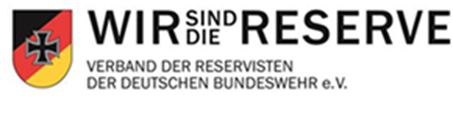 WIR SIND DIE RESERVE
VERBAND DER RESERVISTEN
DER DEUTSCHEN BUNDESWEHR e.V.